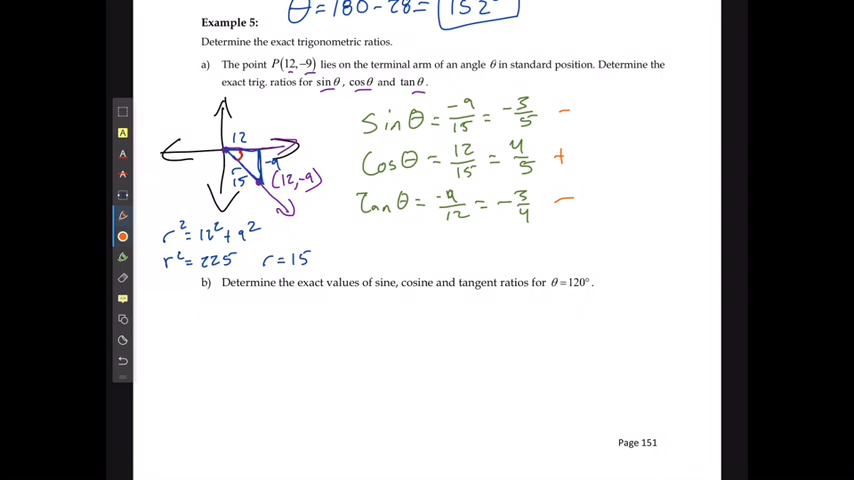 θ = 180 - 28 = 152°
Example 5:
Determine the exact trigonometric ratios.
a) The point P(12,−9) lies on the terminal arm of an angle θ in standard position. Determine the
exact trig. ratios for sin θ, cos θ and tan θ.
12
-9
15
(12,-9)
r² = 12² + 9²
r² = 225 r = 15
Sin θ = -9/15 = -3/5 −
Cos θ = 12/15 = 4/5 +
Tan θ = -9/12 = -3/4 −
b) Determine the exact values of sine, cosine and tangent ratios for θ = 120°.
Page 151